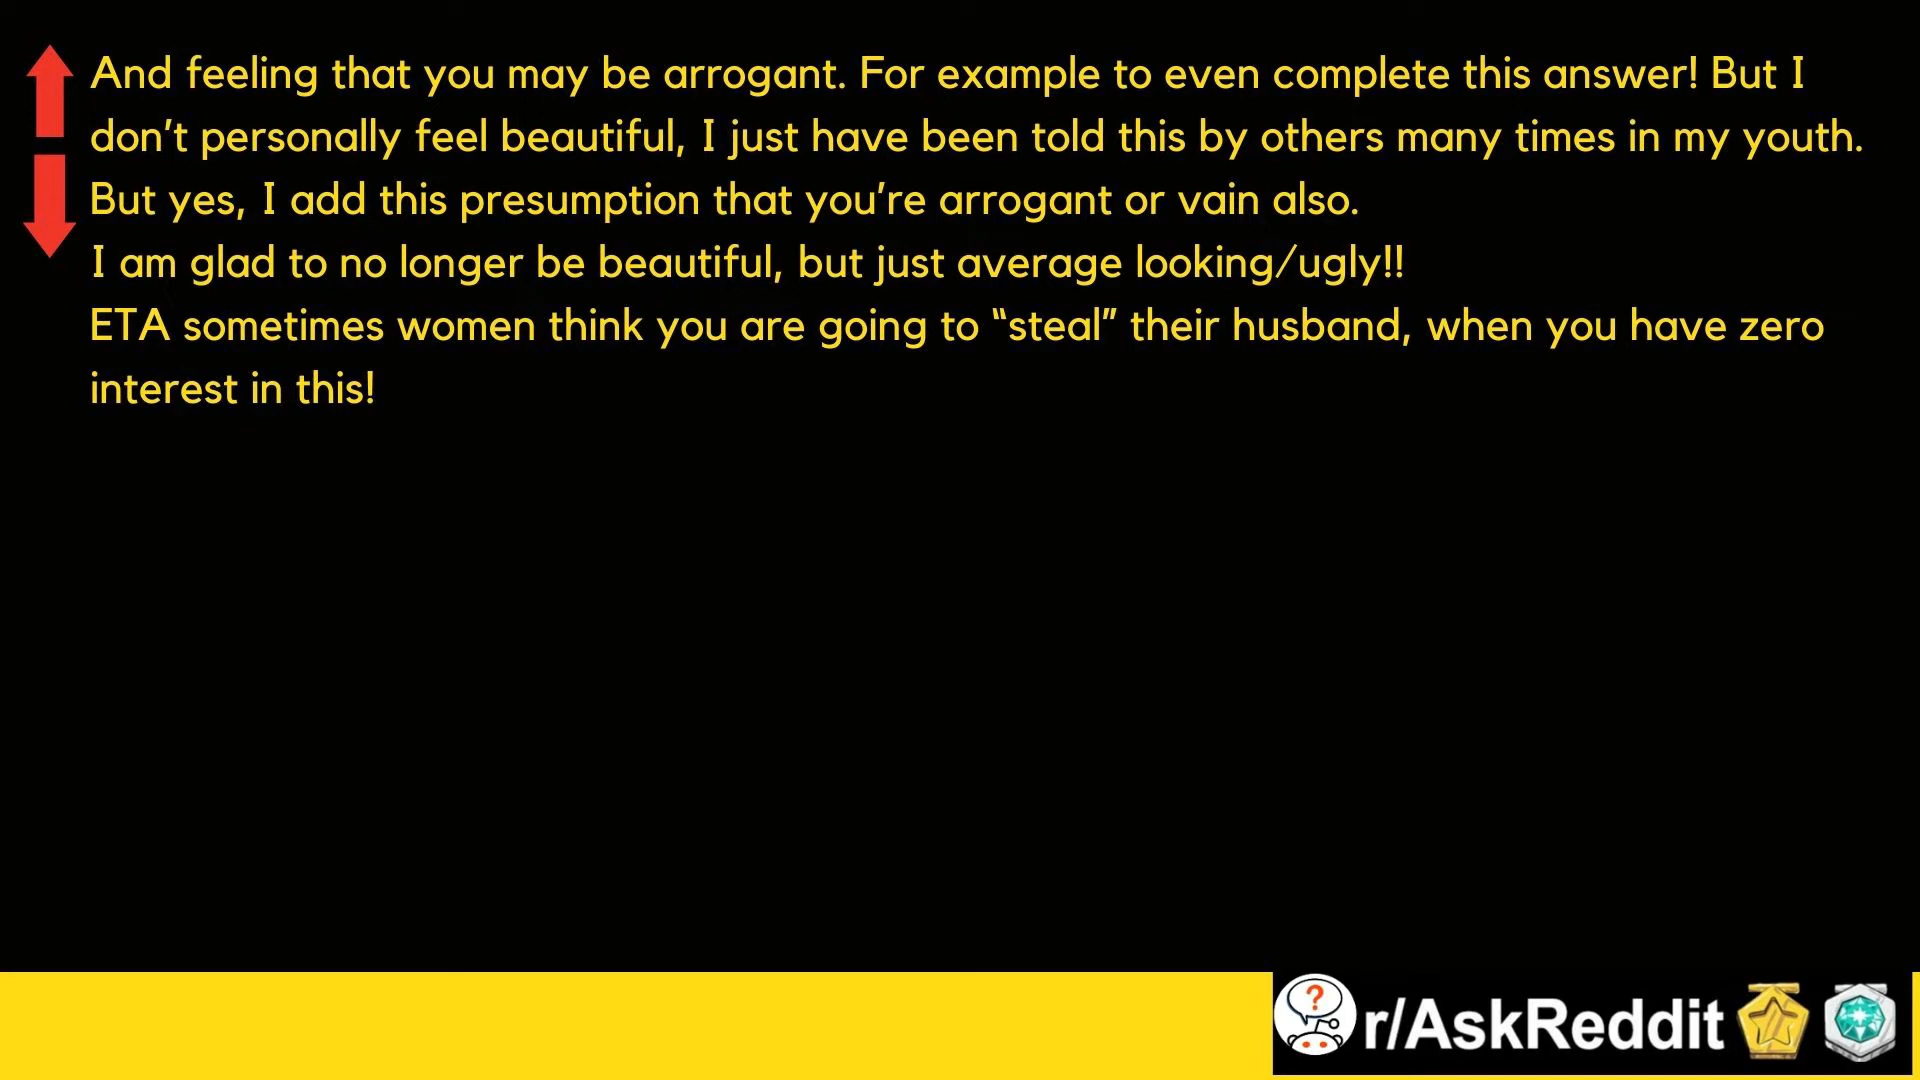 And feeling that you may be arrogant. For example to even complete this answer! But I
don’t personally feel beautiful, I just have been told this by others many times in my youth.
But yes, I add this presumption that you’re arrogant or vain also.
I am glad to no longer be beautiful, but just average looking/ugly!!
ETA sometimes women think you are going to “steal” their husband, when you have zero
interest in this!
?
r/AskReddit